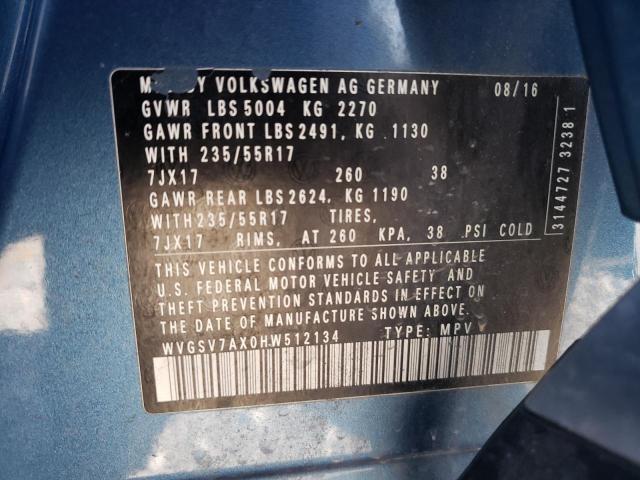 VOLKSWAGEN AG GERMANY 08/16
GVWR LBS 5004 KG 2270
GAWR FRONT LBS 2491, KG 1130
WITH 235/55R17
7JX17 260 38
GAWR REAR LBS 2624, KG 1190
WITH 235/55R17 TIRES,
7JX17 RIMS, AT 260 KPA, 38 PSI COLD
THIS VEHICLE CONFORMS TO ALL APPLICABLE
U.S. FEDERAL MOTOR VEHICLE SAFETY AND
THEFT PREVENTION STANDARDS IN EFFECT ON
THE DATE OF MANUFACTURE SHOWN ABOVE.
WVGSV7AX0HW512134 TYPE: MPV
3144727 3238 1